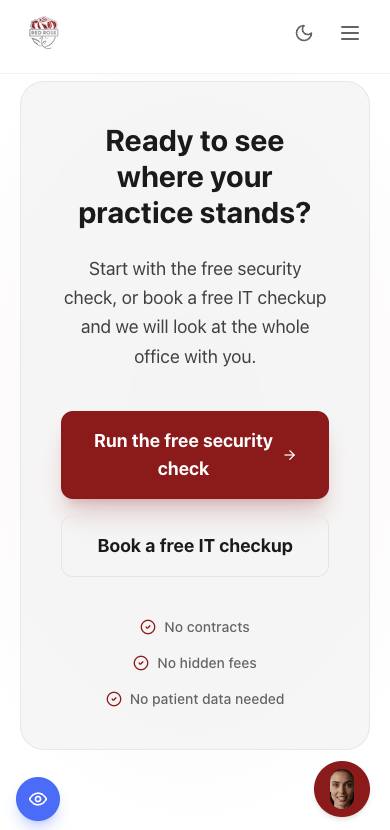 RED ROSE
Ready to see
where your
practice stands?
Start with the free security
check, or book a free IT checkup
and we will look at the whole
office with you.
Run the free security
check
Book a free IT checkup
No contracts
No hidden fees
No patient data needed